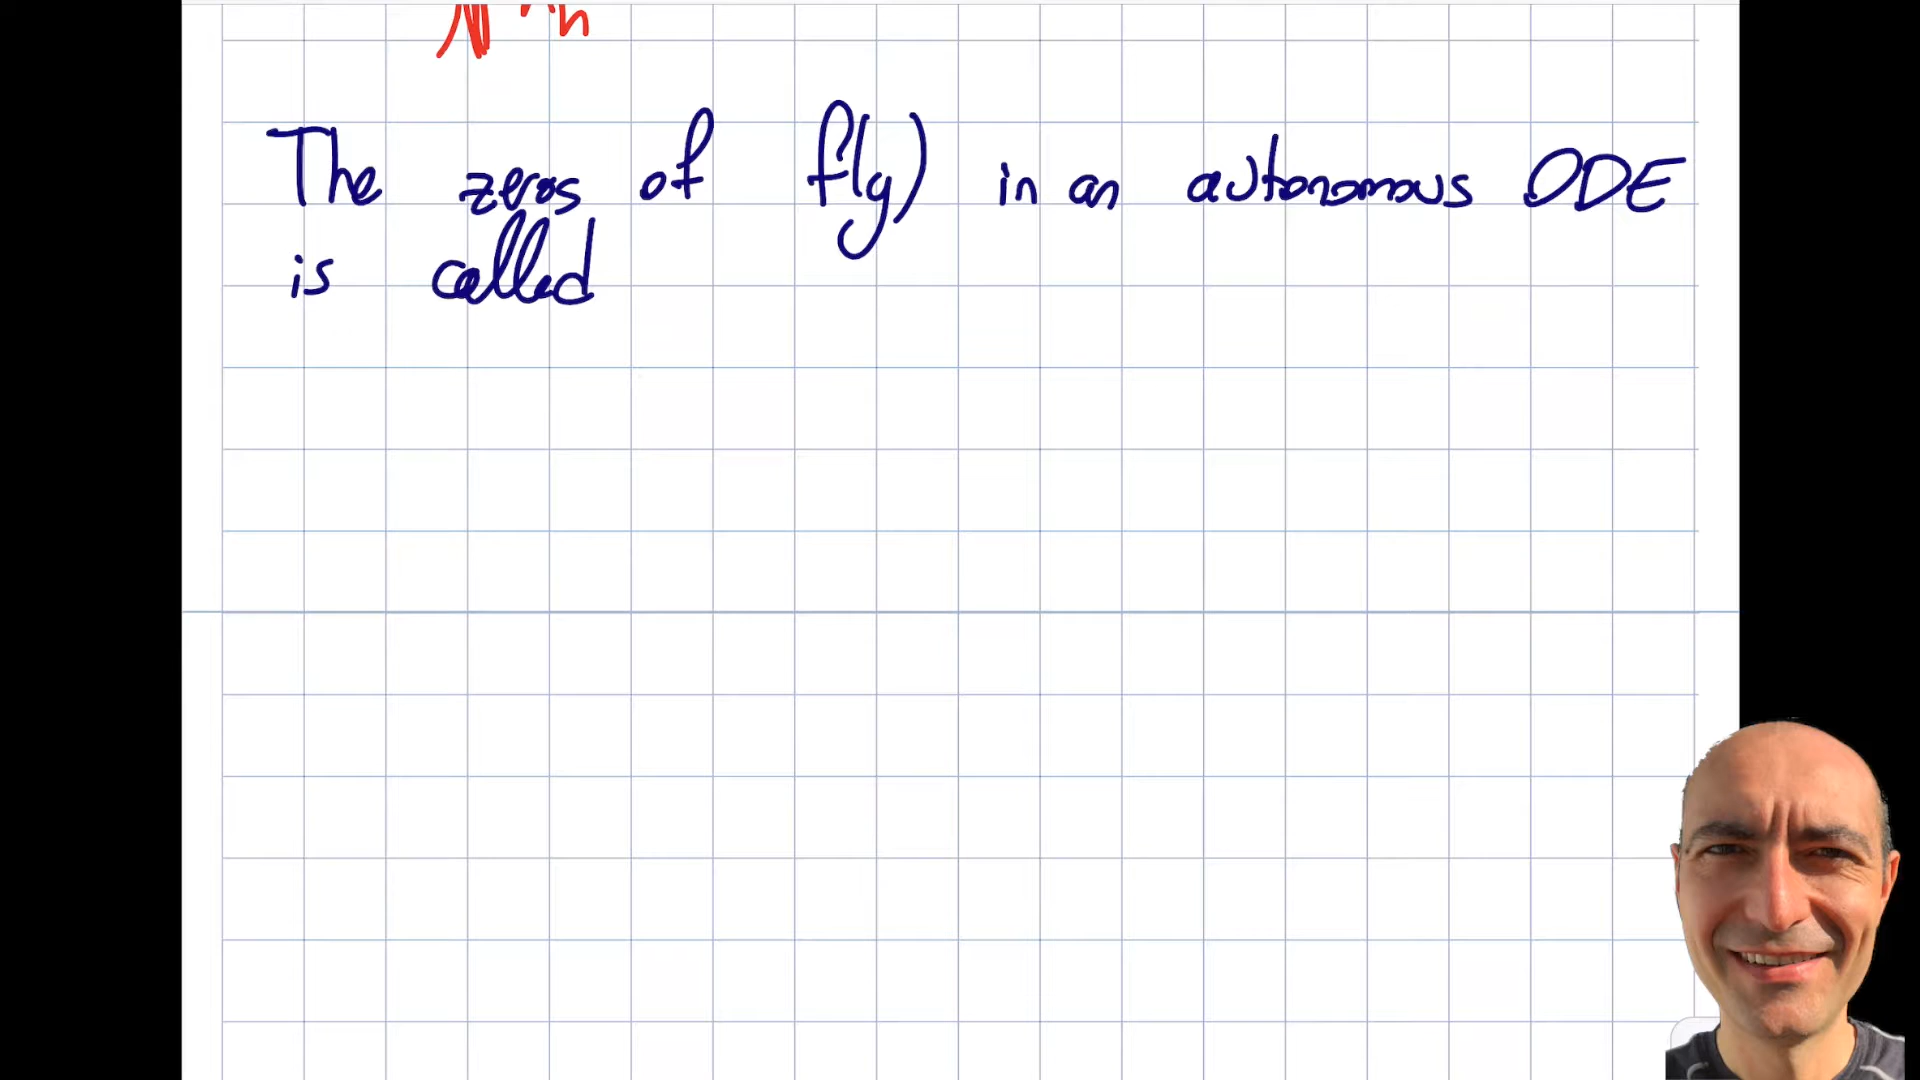 The zeros of f(y) in an autonomous ODE
is called